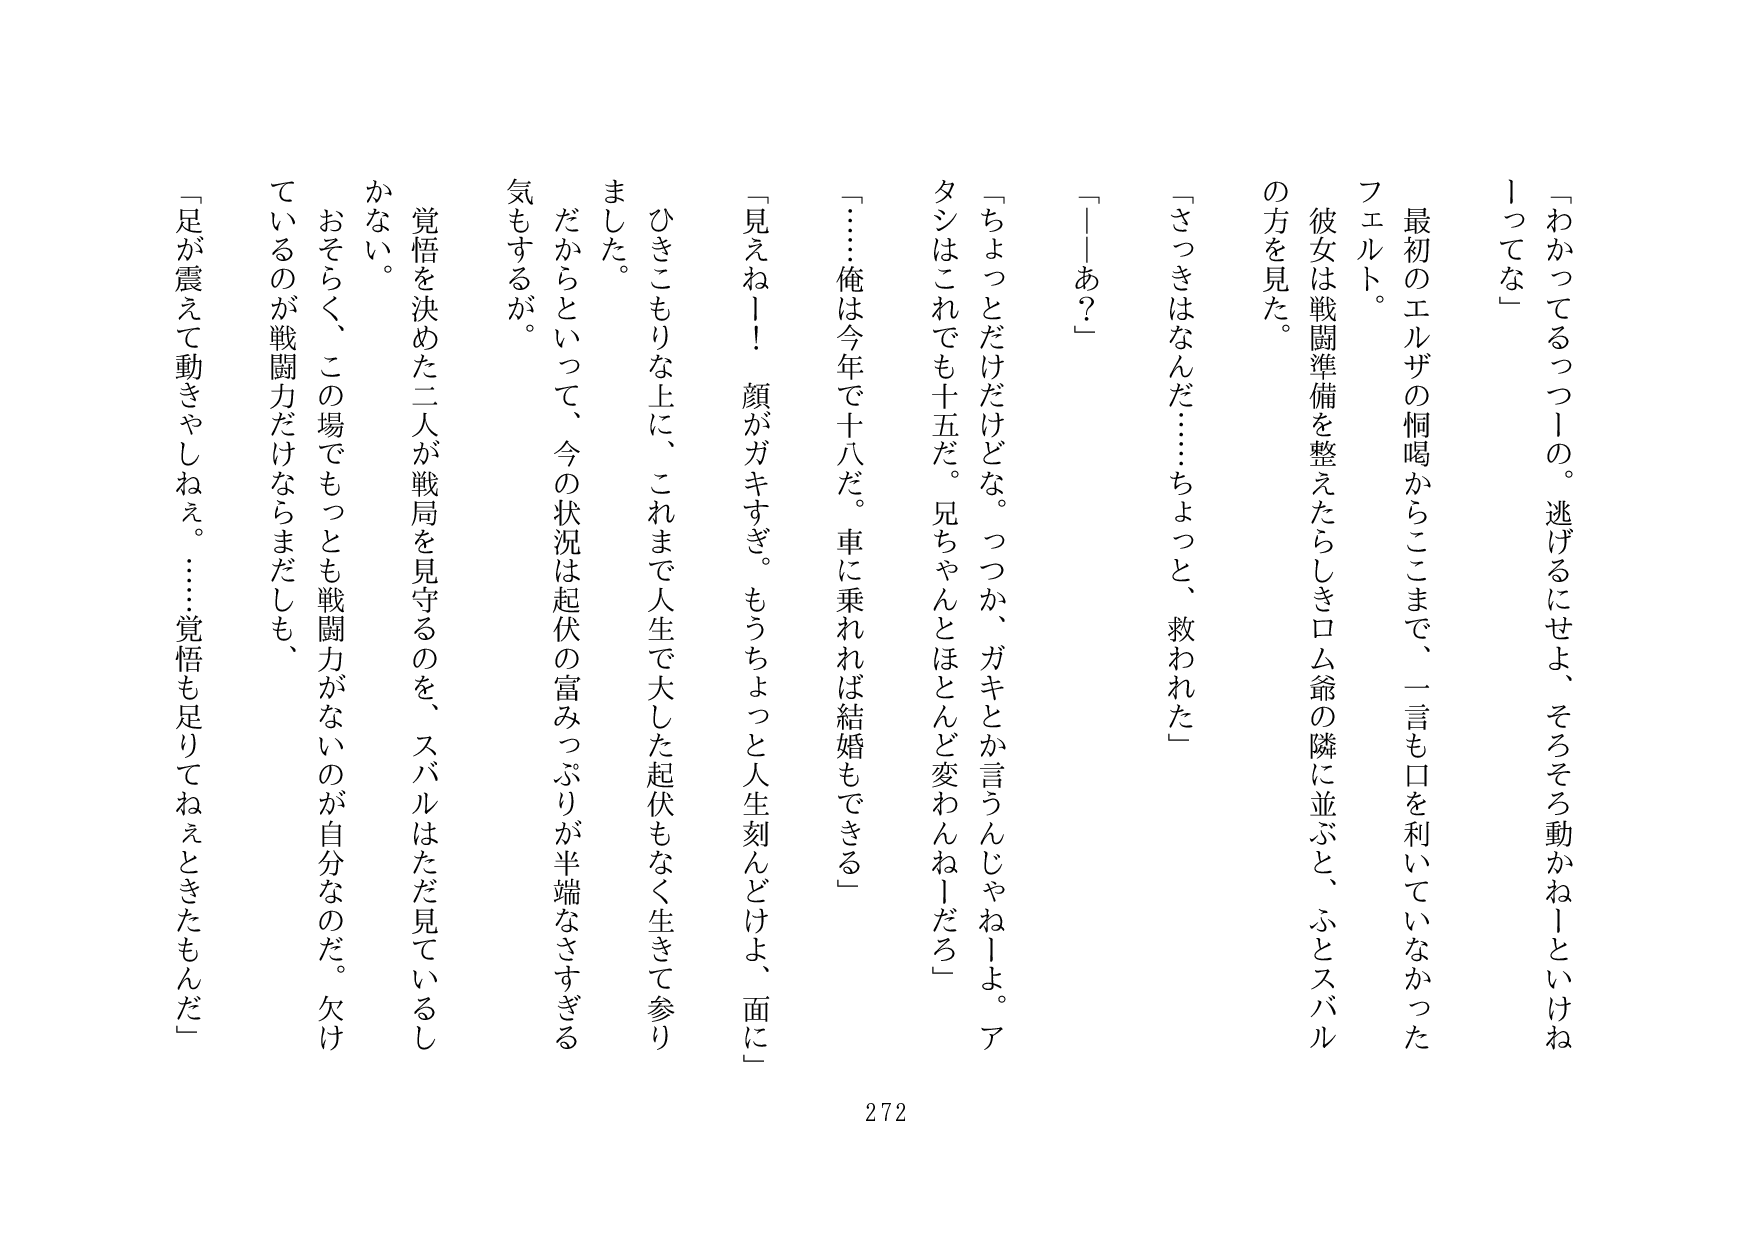 「わかってるっつーの。逃げるにせよ、そろそろ動かねーといけね
ーってな」
最初のエルザの恫喝からここまで、一言も口を利いていなかった
フェルト。
彼女は戦闘準備を整えたらしきロム爺の隣に並ぶと、ふとスバル
の方を見た。
「さっきはなんだ……ちょっと、救われた」
「――あ？」
「ちょっとだけだけどな。っつか、ガキとか言うんじゃねーよ。ア
タシはこれでも十五だ。兄ちゃんとほとんど変わんねーだろ」
「……俺は今年で十八だ。車に乗れれば結婚もできる」
「見えねー！　顔がガキすぎ。もうちょっと人生刻んどけよ、面に」
ひきこもりな上に、これまで人生で大した起伏もなく生きて参り
ました。
だからといって、今の状況は起伏の富みっぷりが半端なさすぎる
気もするが。
覚悟を決めた二人が戦局を見守るのを、スバルはただ見ているし
かない。
おそらく、この場でもっとも戦闘力がないのが自分なのだ。欠け
ているのが戦闘力だけならまだしも、
「足が震えて動きゃしねぇ。……覚悟も足りてねぇときたもんだ」
272